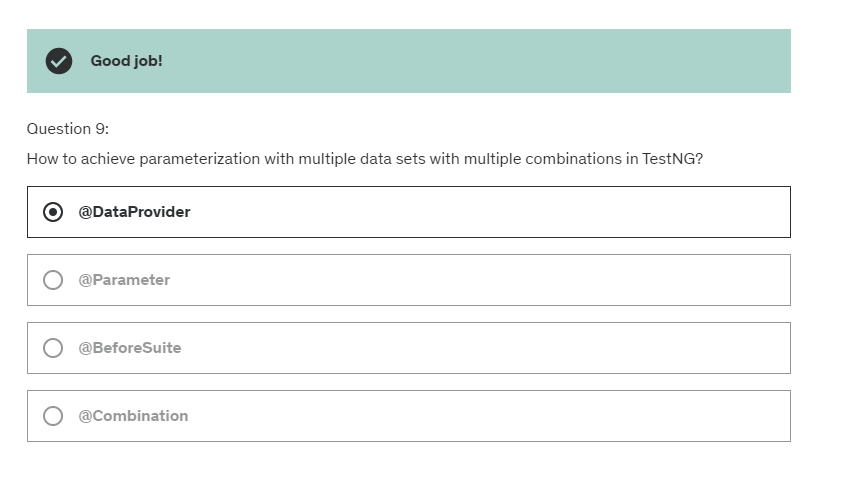 Good job!
Question 9:
How to achieve parameterization with multiple data sets with multiple combinations in TestNG?
@DataProvider
@Parameter
@BeforeSuite
@Combination